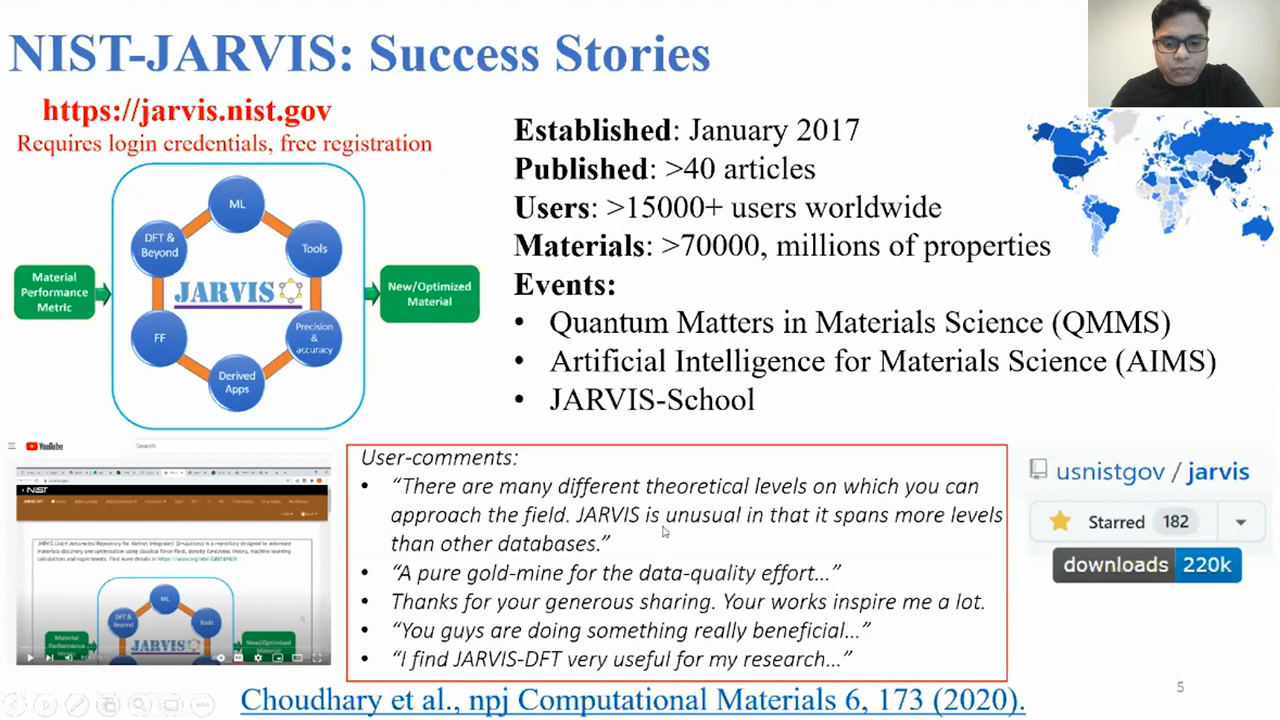 NIST-JARVIS: Success Stories
https://jarvis.nist.gov
Requires login credentials, free registration
ML
DFT &
Beyond
Tools
Material
Performance
Metric
JARVIS
New/Optimized
Material
FF
Precision
&
accuracy
Derived
Apps
Established: January 2017
Published: >40 articles
Users: >15000+ users worldwide
Materials: >70000, millions of properties
Events:
• Quantum Matters in Materials Science (QMMS)
• Artificial Intelligence for Materials Science (AIMS)
• JARVIS-School
YouTube
Search
NIST
ML
DFT &
Beyond
Tools
Material
Performance
JARVIS
New/Optimized
Material
User-comments:
• “There are many different theoretical levels on which you can
approach the field. JARVIS is unusual in that it spans more levels
than other databases.”
• “A pure gold-mine for the data-quality effort…”
• Thanks for your generous sharing. Your works inspire me a lot.
• “You guys are doing something really beneficial…”
• “I find JARVIS-DFT very useful for my research…”
usnistgov / jarvis
Starred 182
downloads 220k
Choudhary et al., npj Computational Materials 6, 173 (2020).
5